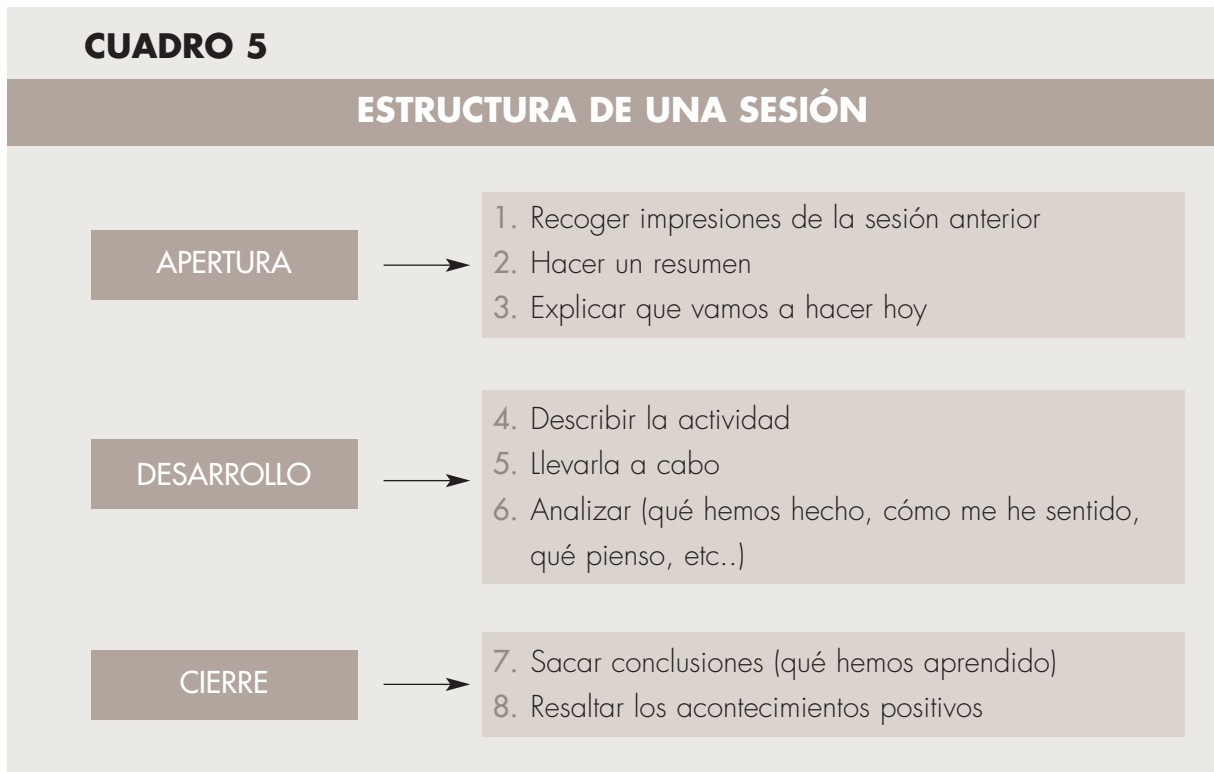 CUADRO 5
ESTRUCTURA DE UNA SESIÓN
APERTURA
1. Recoger impresiones de la sesión anterior
2. Hacer un resumen
3. Explicar que vamos a hacer hoy
DESARROLLO
4. Describir la actividad
5. Llevarla a cabo
6. Analizar (qué hemos hecho, cómo me he sentido,
qué pienso, etc..)
CIERRE
7. Sacar conclusiones (qué hemos aprendido)
8. Resaltar los acontecimientos positivos